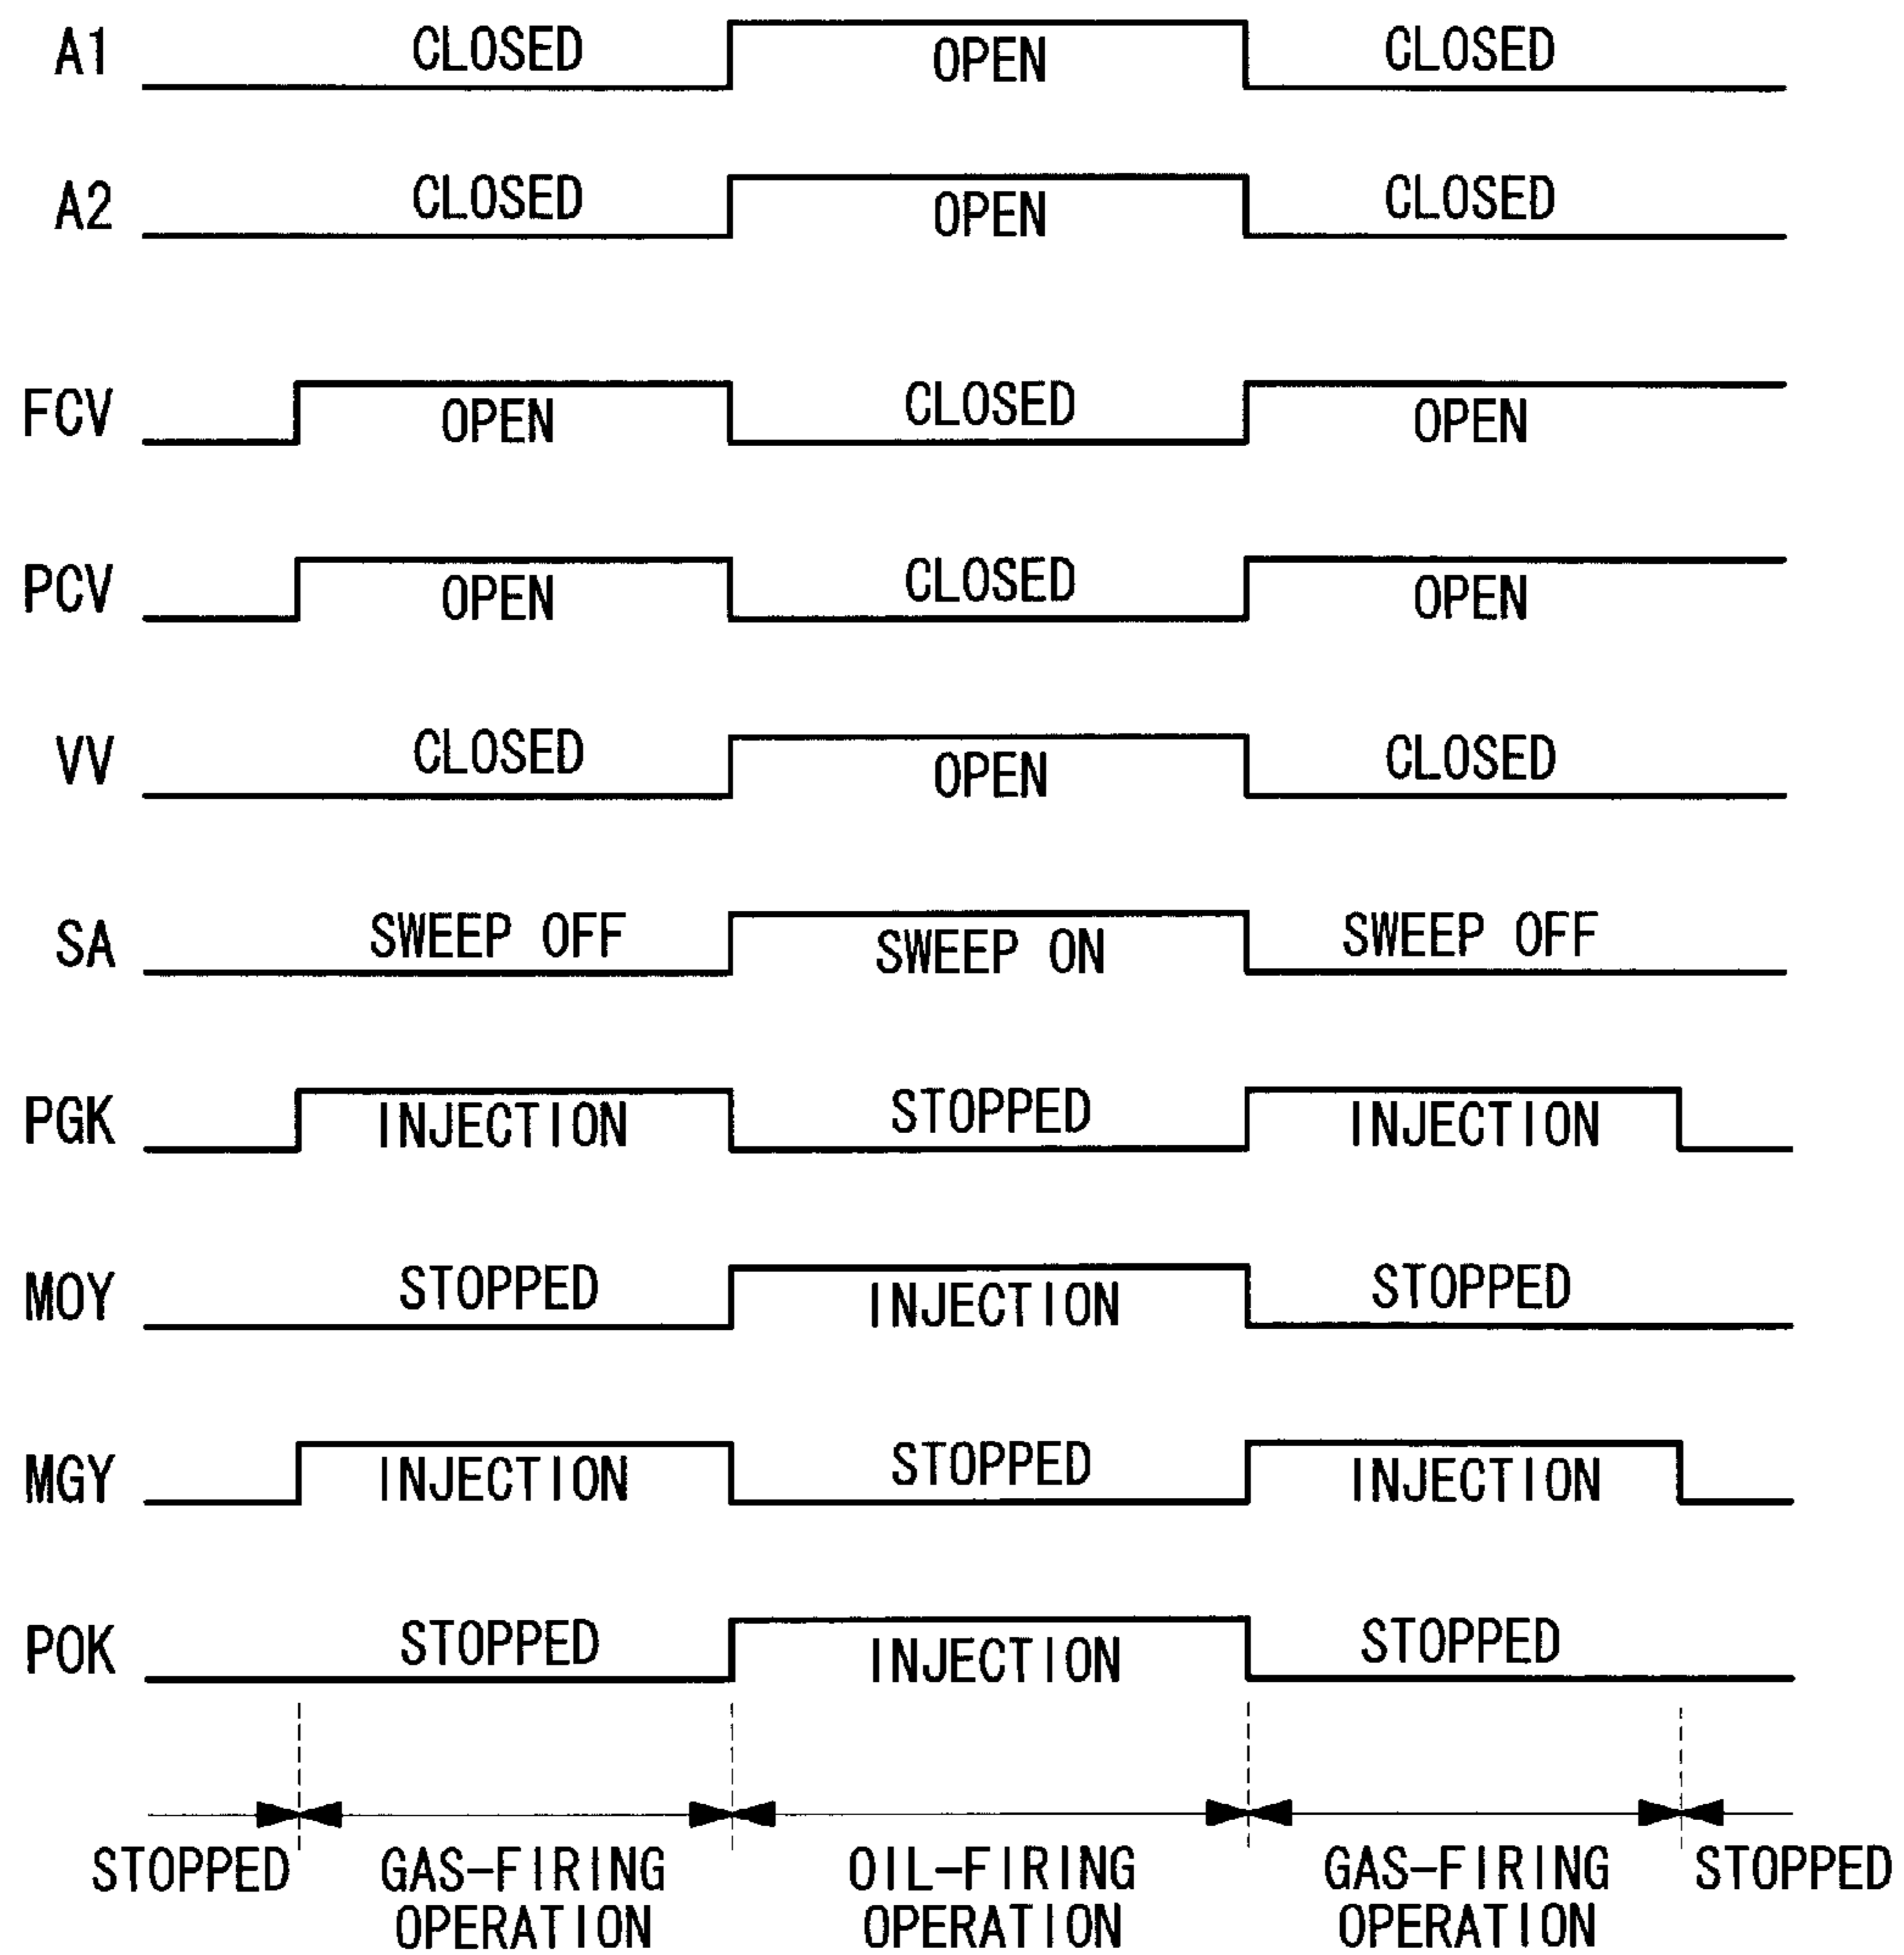 A1 CLOSED OPEN CLOSED
A2 CLOSED OPEN CLOSED
FCV OPEN CLOSED OPEN
PCV OPEN CLOSED OPEN
VV CLOSED OPEN CLOSED
SA SWEEP OFF SWEEP ON SWEEP OFF
PGK INJECTION STOPPED INJECTION
MOY STOPPED INJECTION STOPPED
MGY INJECTION STOPPED INJECTION
POK STOPPED INJECTION STOPPED
STOPPED GAS-FIRING OIL-FIRING GAS-FIRING STOPPED
OPERATION OPERATION OPERATION